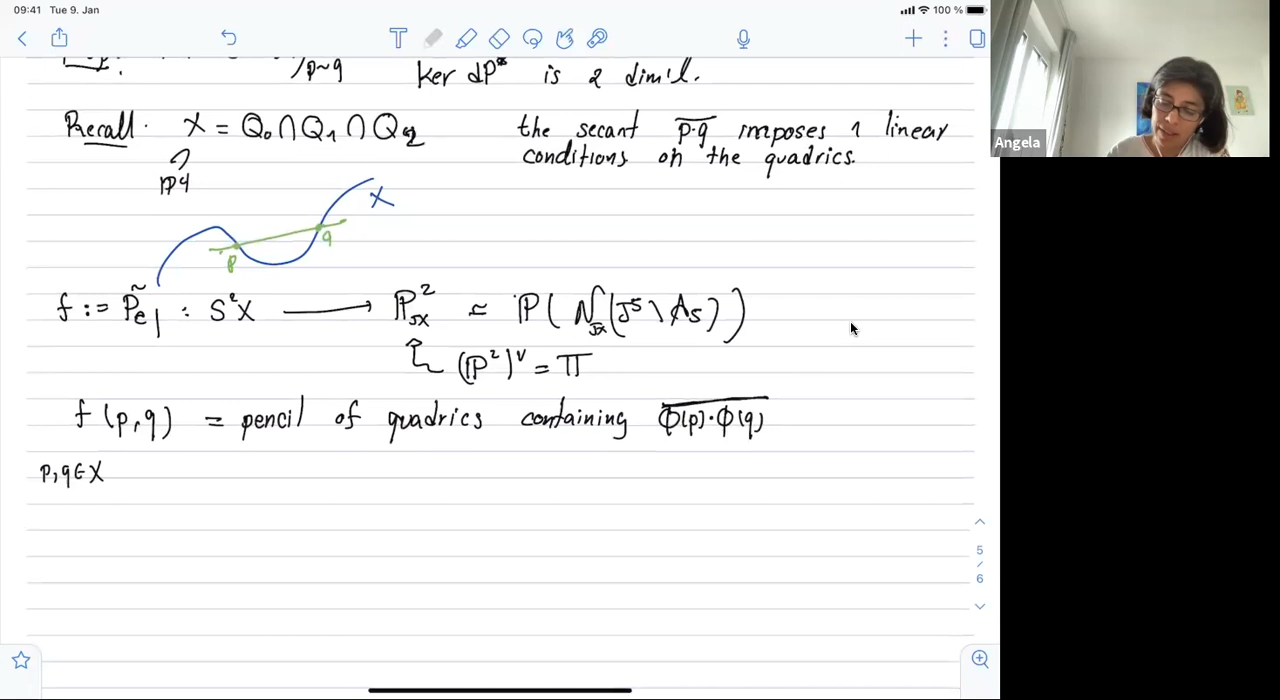 09:41 Tue 9. Jan 100 %
Angela
p~q ker dP* is 2 dim'l.
Recall. X = Q₀ ∩ Q₁ ∩ Q₂ the secant p·q imposes 1 linear
conditions on the quadrics.
∩
P⁴
X
p q
f := P̃e| : S²X ⟶ P²_JX ≃ P( N_JX (J⁵ \ A₅) )
(P²)^∨ = Π
f(p,q) = pencil of quadrics containing ϕ(p)·ϕ(q)
p,q ∈ X
5
/
6